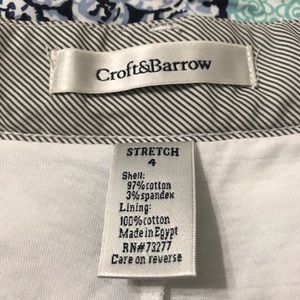 Croft&Barrow
STRETCH
4
Shell:
97%cotton
3%spandex
Lining:
100%cotton
Made in Egypt
RN#73277
Care on reverse